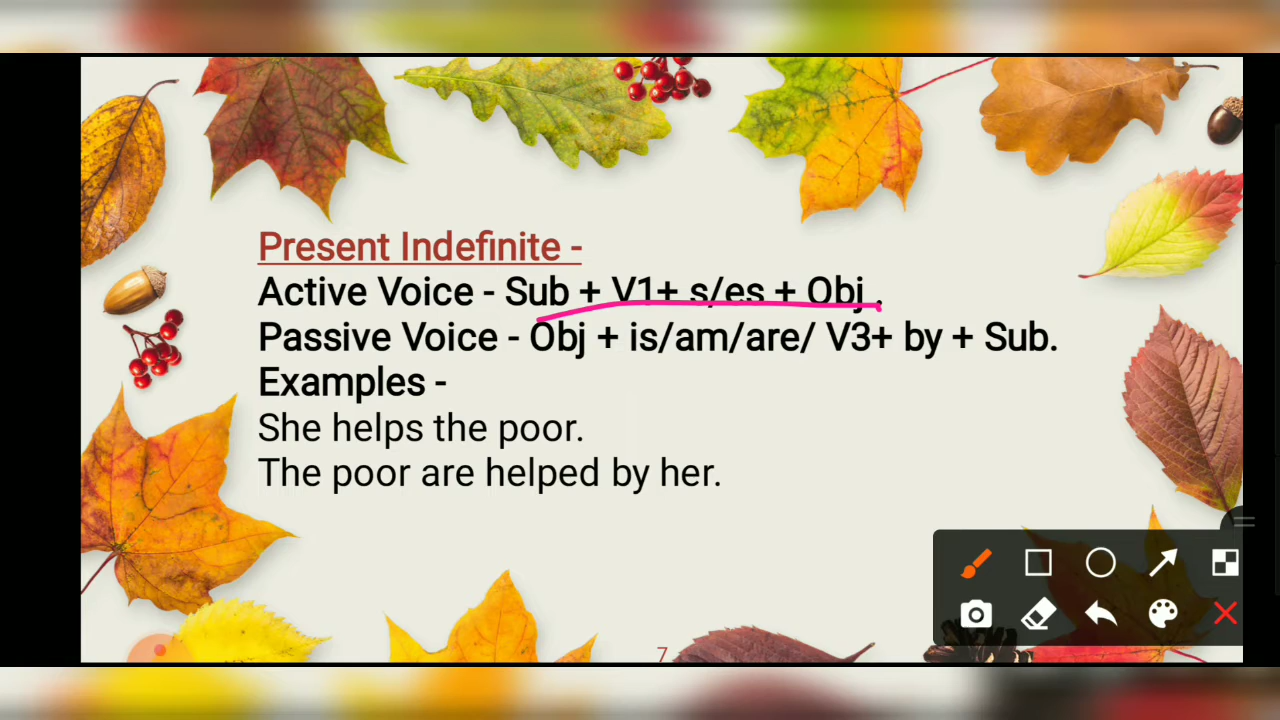 Present Indefinite -
Active Voice - Sub + V1+ s/es + Obj .
Passive Voice - Obj + is/am/are/ V3+ by + Sub.
Examples -
She helps the poor.
The poor are helped by her.
7